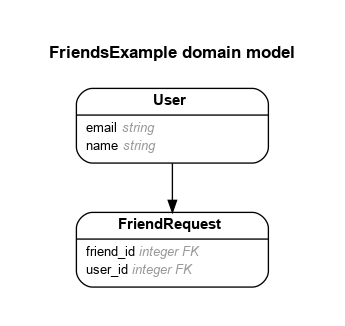 FriendsExample domain model
User
email string
name string
FriendRequest
friend_id integer FK
user_id integer FK